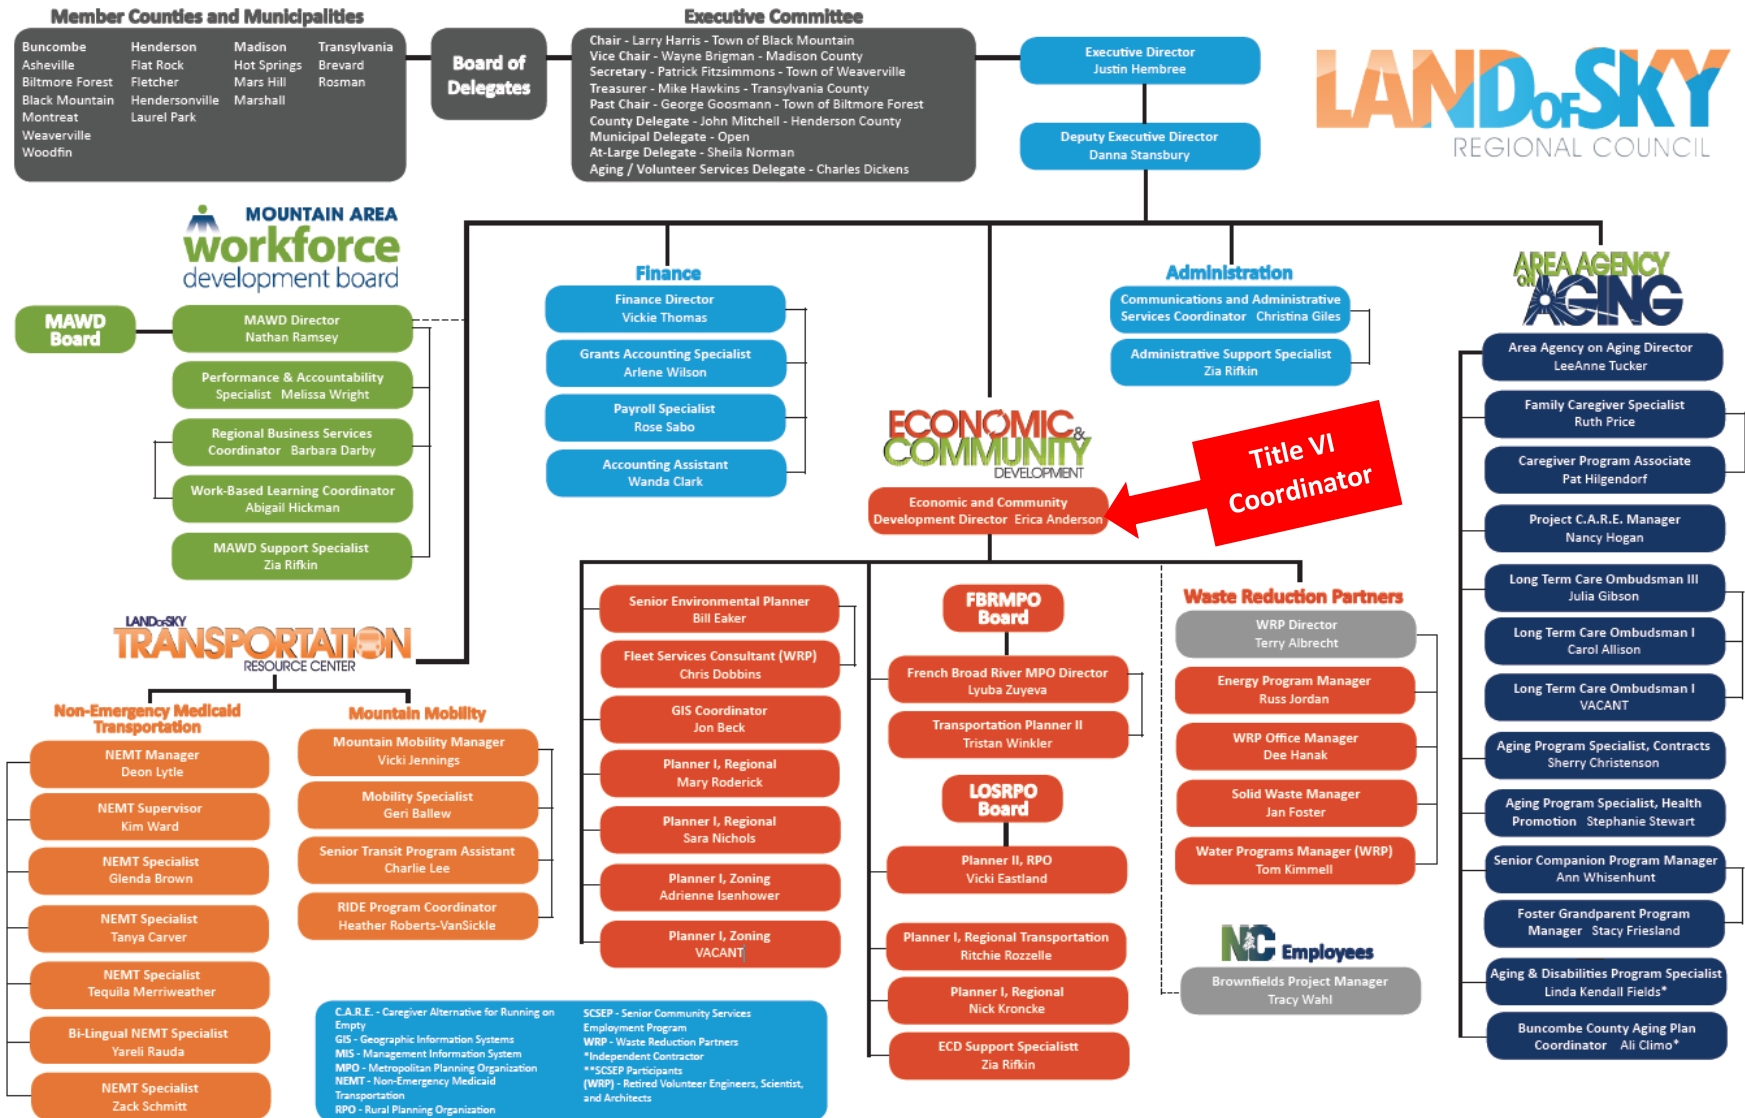 Member Counties and Municipalities
Buncombe
Asheville
Biltmore Forest
Black Mountain
Montreat
Weaverville
Woodfin
Henderson
Flat Rock
Fletcher
Hendersonville
Laurel Park
Madison
Hot Springs
Mars Hill
Marshall
Transylvania
Brevard
Rosman
Board of
Delegates
Executive Committee
Chair - Larry Harris - Town of Black Mountain
Vice Chair - Wayne Brigman - Madison County
Secretary - Patrick Fitzsimmons - Town of Weaverville
Treasurer - Mike Hawkins - Transylvania County
Past Chair - George Goosmann - Town of Biltmore Forest
County Delegate - John Mitchell - Henderson County
Municipal Delegate - Open
At-Large Delegate - Sheila Norman
Aging / Volunteer Services Delegate - Charles Dickens
Executive Director
Justin Hembree
Deputy Executive Director
Danna Stansbury
LAND OF SKY
REGIONAL COUNCIL
MOUNTAIN AREA
workforce
development board
MAWD
Board
MAWD Director
Nathan Ramsey
Performance & Accountability
Specialist Melissa Wright
Regional Business Services
Coordinator Barbara Darby
Work-Based Learning Coordinator
Abigail Hickman
MAWD Support Specialist
Zia Rifkin
Finance
Finance Director
Vickie Thomas
Grants Accounting Specialist
Arlene Wilson
Payroll Specialist
Rose Sabo
Accounting Assistant
Wanda Clark
Administration
Communications and Administrative
Services Coordinator Christina Giles
Administrative Support Specialist
Zia Rifkin
AREA AGENCY
ON AGING
Area Agency on Aging Director
LeeAnne Tucker
Family Caregiver Specialist
Ruth Price
Caregiver Program Associate
Pat Hilgendorf
Project C.A.R.E. Manager
Nancy Hogan
Long Term Care Ombudsman III
Julia Gibson
Long Term Care Ombudsman I
Carol Allison
Long Term Care Ombudsman I
VACANT
Aging Program Specialist, Contracts
Sherry Christenson
Aging Program Specialist, Health
Promotion Stephanie Stewart
Senior Companion Program Manager
Ann Whisenhunt
Foster Grandparent Program
Manager Stacy Friesland
Aging & Disabilities Program Specialist
Linda Kendall Fields*
Buncombe County Aging Plan
Coordinator Ali Climo*
ECONOMIC &
COMMUNITY
DEVELOPMENT
Economic and Community
Development Director Erica Anderson
Title VI
Coordinator
Senior Environmental Planner
Bill Eaker
Fleet Services Consultant (WRP)
Chris Dobbins
GIS Coordinator
Jon Beck
Planner I, Regional
Mary Roderick
Planner I, Regional
Sara Nichols
Planner I, Zoning
Adrienne Isenhower
Planner I, Zoning
VACANT
FBRMPO
Board
French Broad River MPO Director
Lyuba Zuyeva
Transportation Planner II
Tristan Winkler
LOSRPO
Board
Planner II, RPO
Vicki Eastland
Planner I, Regional Transportation
Ritchie Rozzelle
Planner I, Regional
Nick Kroncke
ECD Support Specialistt
Zia Rifkin
Waste Reduction Partners
WRP Director
Terry Albrecht
Energy Program Manager
Russ Jordan
WRP Office Manager
Dee Hanak
Solid Waste Manager
Jan Foster
Water Programs Manager (WRP)
Tom Kimmell
NC Employees
Brownfields Project Manager
Tracy Wahl
LAND OF SKY
TRANSPORTATION
RESOURCE CENTER
Non-Emergency Medicaid
Transportation
NEMT Manager
Deon Lytle
NEMT Supervisor
Kim Ward
NEMT Specialist
Glenda Brown
NEMT Specialist
Tanya Carver
NEMT Specialist
Tequila Merriweather
Bi-Lingual NEMT Specialist
Yareli Rauda
NEMT Specialist
Zack Schmitt
Mountain Mobility
Mountain Mobility Manager
Vicki Jennings
Mobility Specialist
Geri Ballew
Senior Transit Program Assistant
Charlie Lee
RIDE Program Coordinator
Heather Roberts-VanSickle
C.A.R.E. - Caregiver Alternative for Running on
Empty
GIS - Geographic Information Systems
MIS - Management Information System
MPO - Metropolitan Planning Organization
NEMT - Non-Emergency Medicaid
Transportation
RPO - Rural Planning Organization
SCSEP - Senior Community Services
Employment Program
WRP - Waste Reduction Partners
*Independent Contractor
**SCSEP Participants
(WRP) - Retired Volunteer Engineers, Scientist,
and Architects